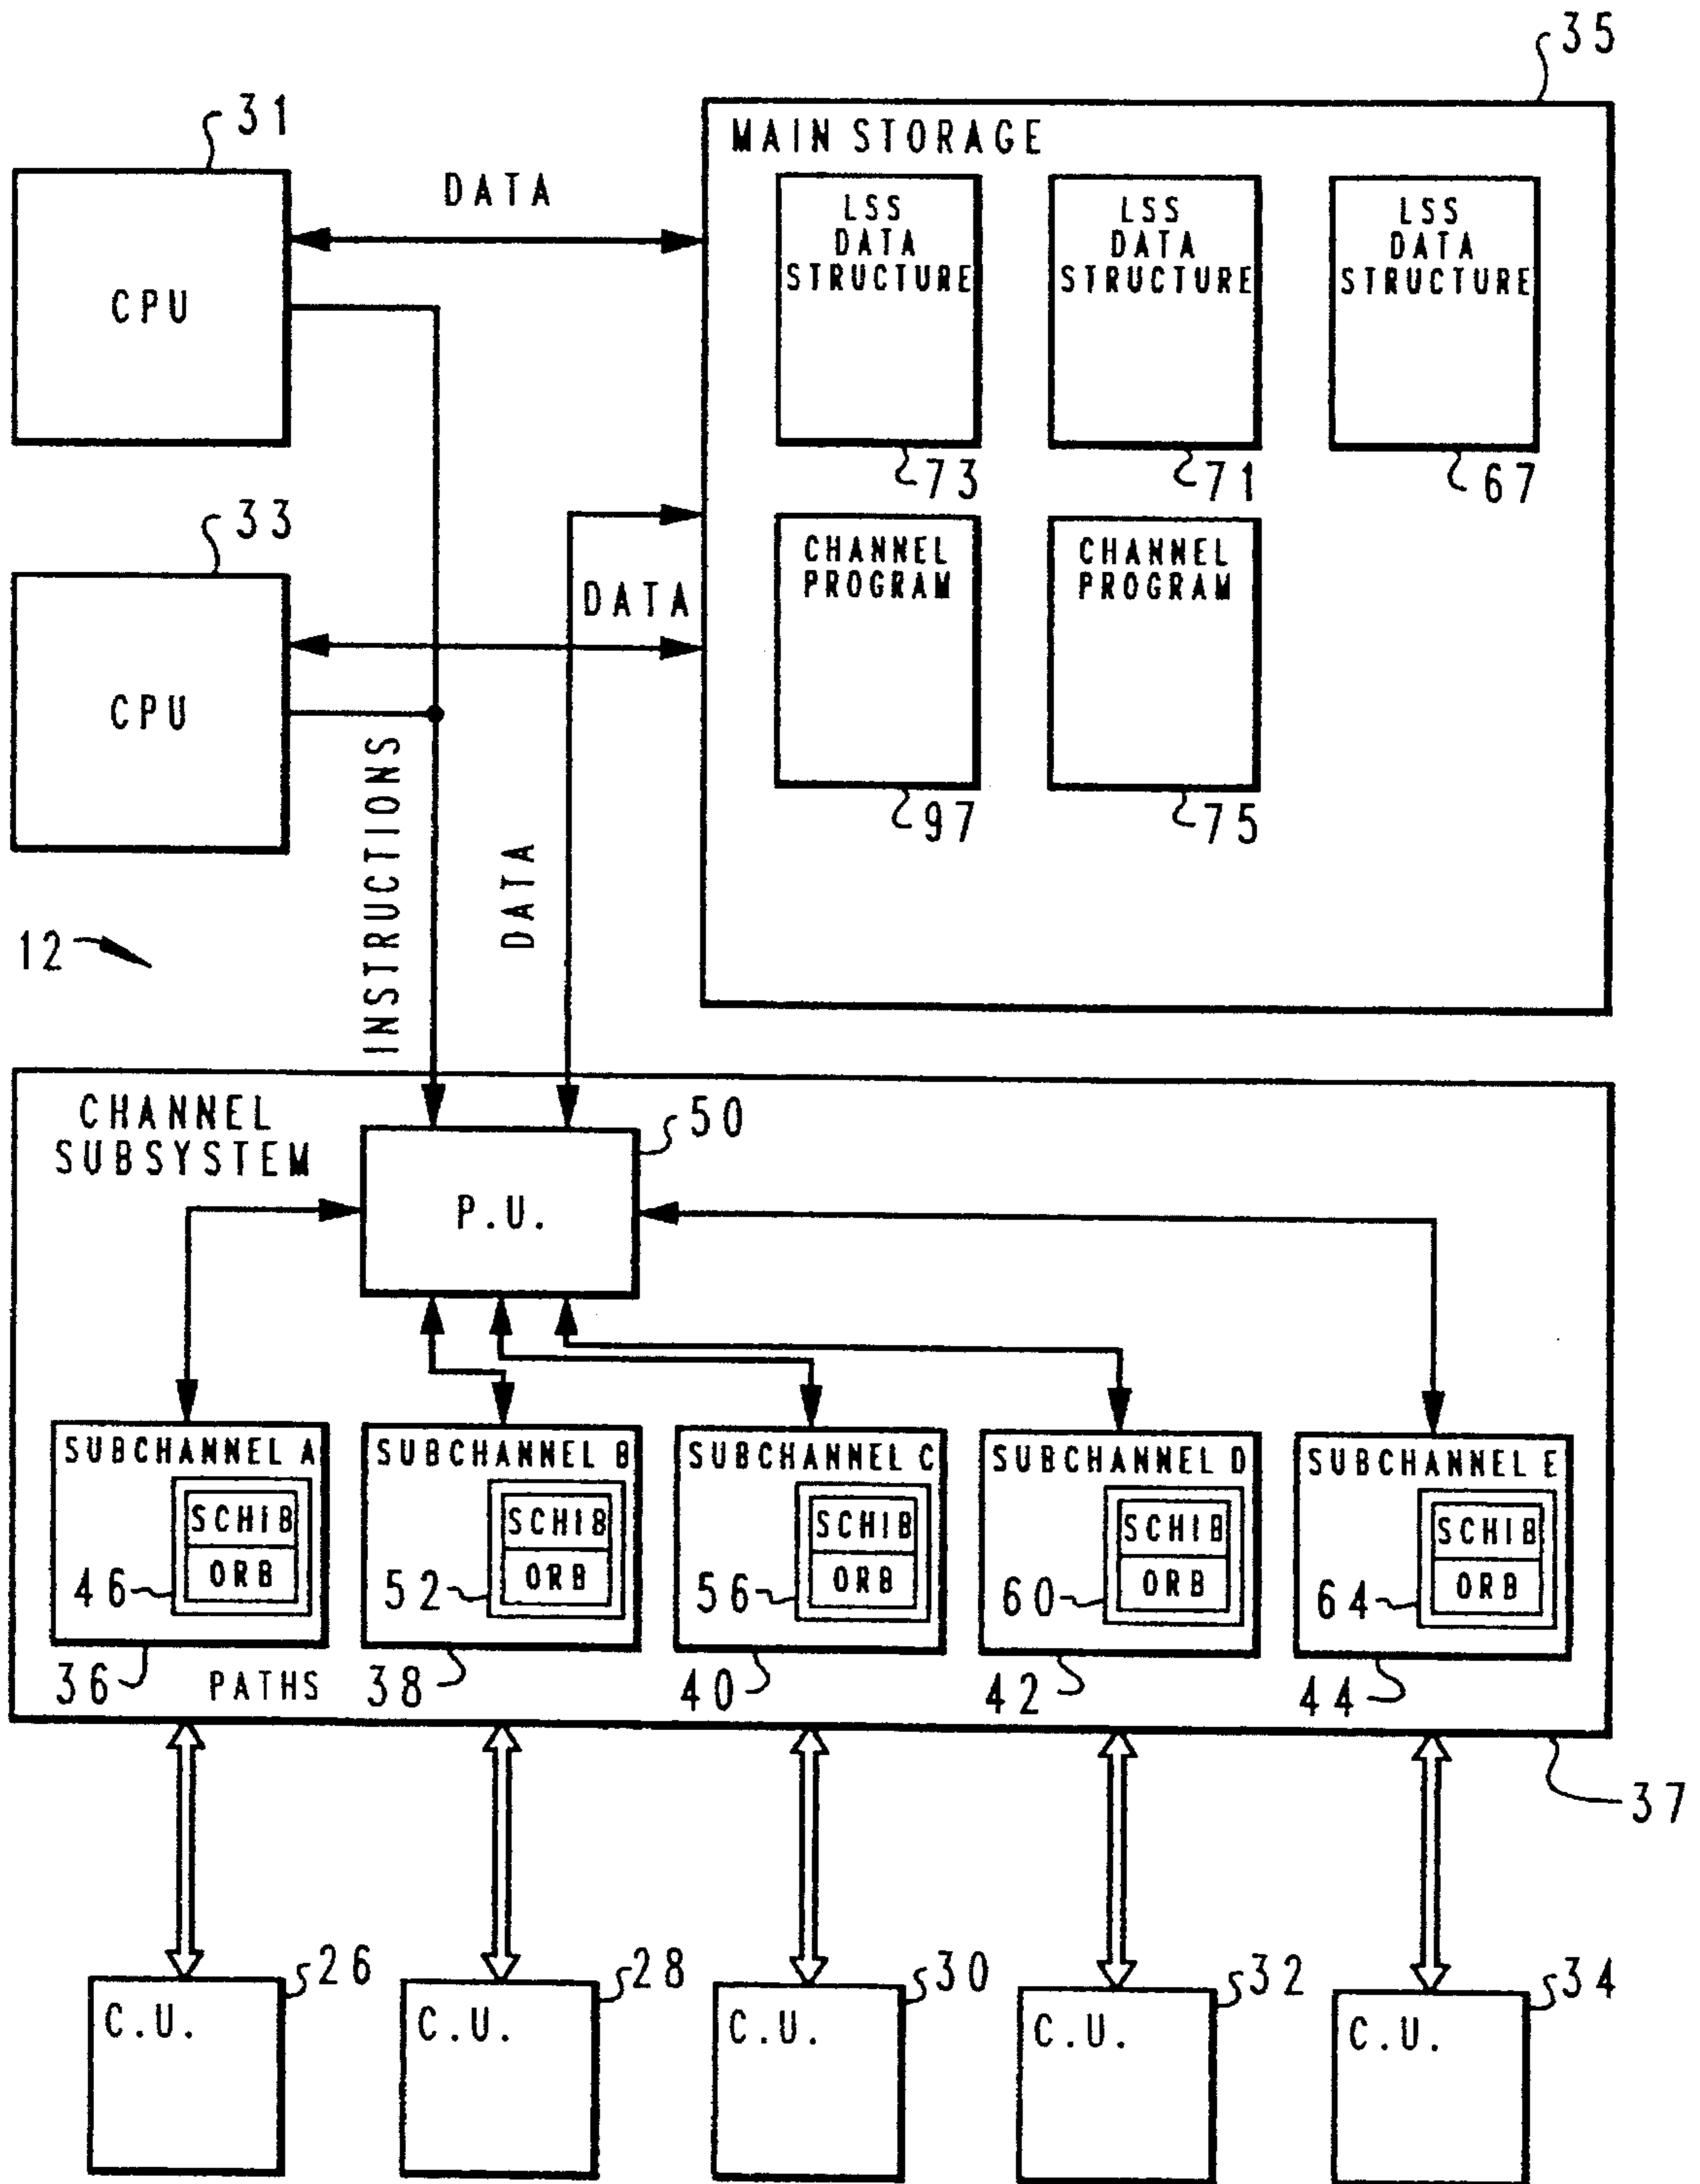 35
31
MAIN STORAGE
DATA
LSS
DATA
STRUCTURE
LSS
DATA
STRUCTURE
LSS
DATA
STRUCTURE
CPU
73
71
67
33
CHANNEL
PROGRAM
CHANNEL
PROGRAM
DATA
CPU
97
75
INSTRUCTIONS
DATA
12
CHANNEL
SUBSYSTEM
50
P.U.
SUBCHANNEL A
SCHIB
ORB
46
SUBCHANNEL B
SCHIB
ORB
52
SUBCHANNEL C
SCHIB
ORB
56
SUBCHANNEL D
SCHIB
ORB
60
SUBCHANNEL E
SCHIB
ORB
64
36
PATHS
38
40
42
44
37
26
28
30
32
34
C.U.
C.U.
C.U.
C.U.
C.U.